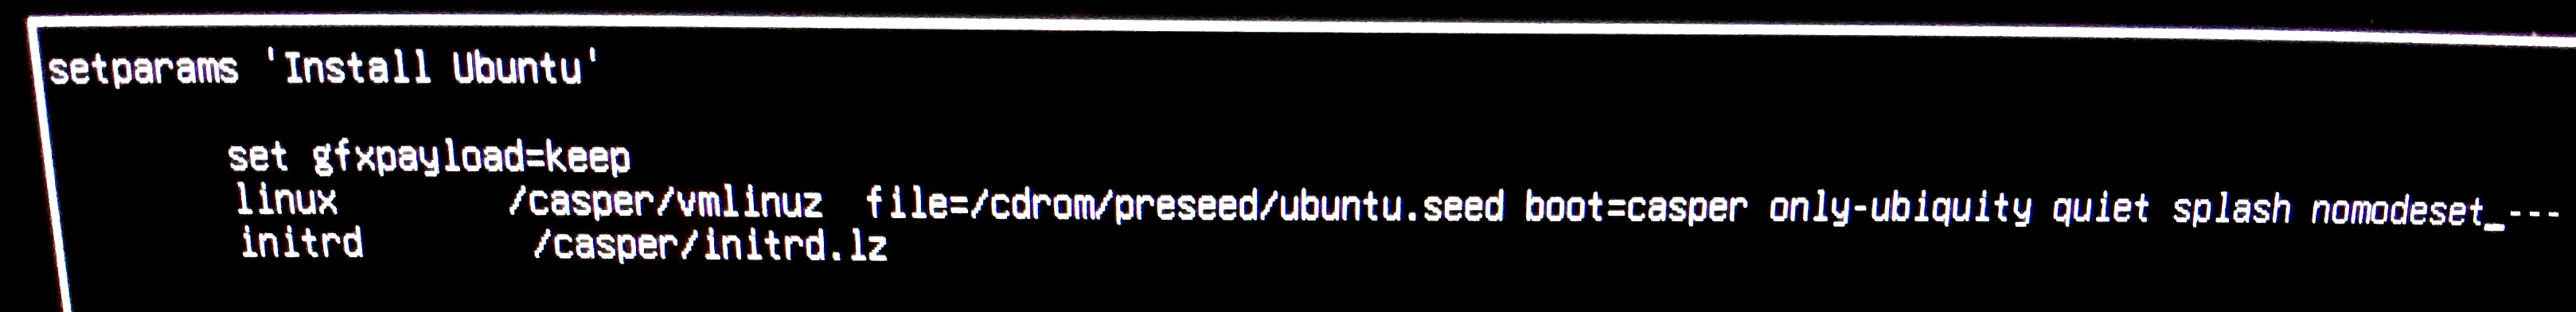 setparams 'Install Ubuntu'
set gfxpayload=keep
linux /casper/vmlinuz file=/cdrom/preseed/ubuntu.seed boot=casper only-ubiquity quiet splash nomodeset_---
initrd /casper/initrd.lz